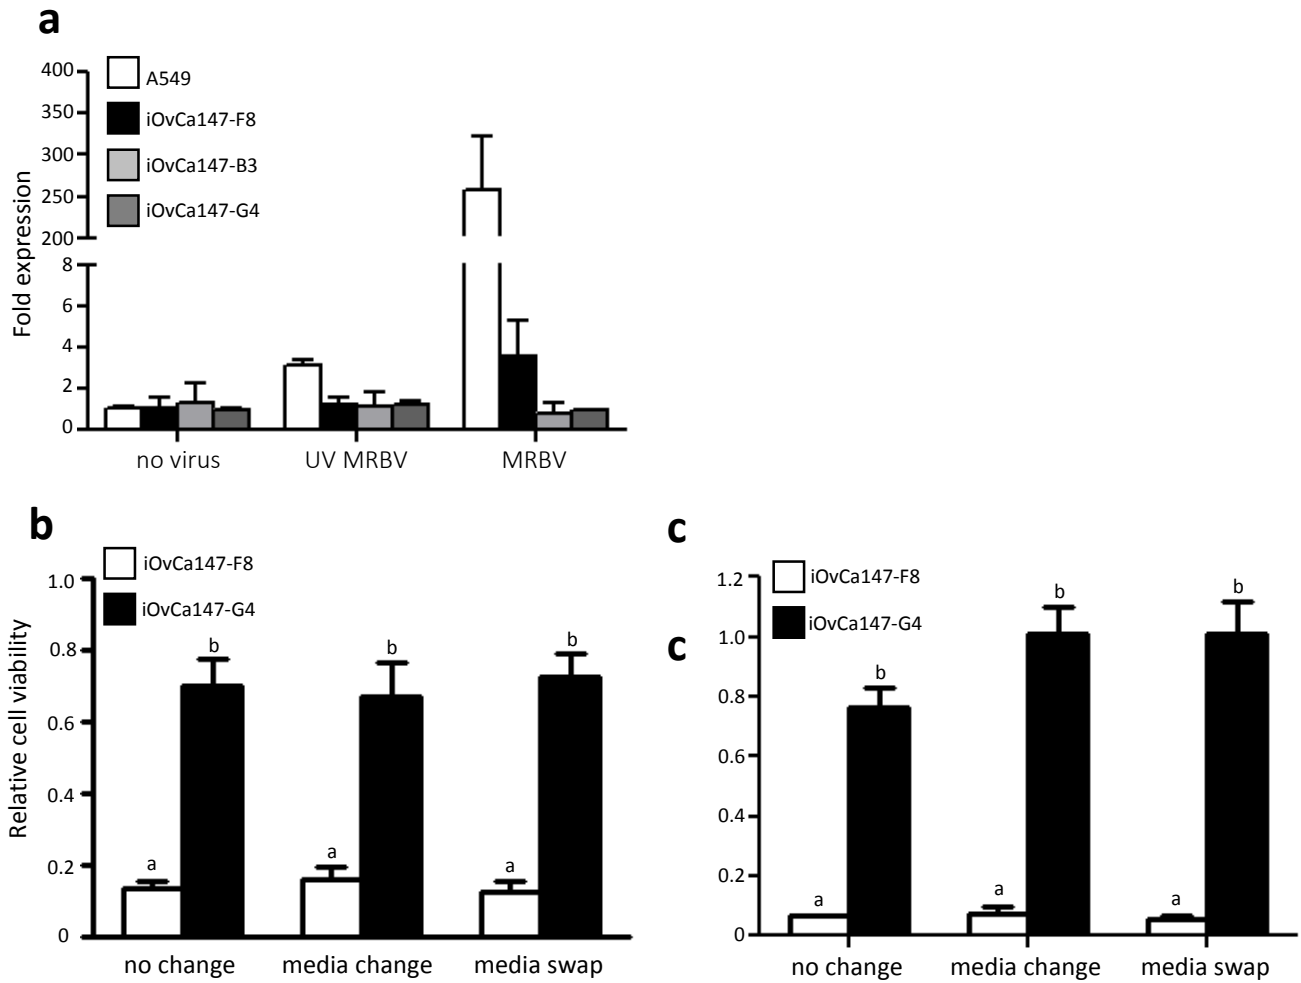 a
Fold expression
400
350
300
250
200
8
6
4
2
0
A549
iOvCa147-F8
iOvCa147-B3
iOvCa147-G4
no virus
UV MRBV
MRBV
b
Relative cell viability
1.0
0.8
0.6
0.4
0.2
0
iOvCa147-F8
iOvCa147-G4
a
b
a
b
a
b
no change
media change
media swap
c
c
1.2
1.0
0.8
0.6
0.4
0.2
0
iOvCa147-F8
iOvCa147-G4
a
b
a
b
a
b
no change
media change
media swap